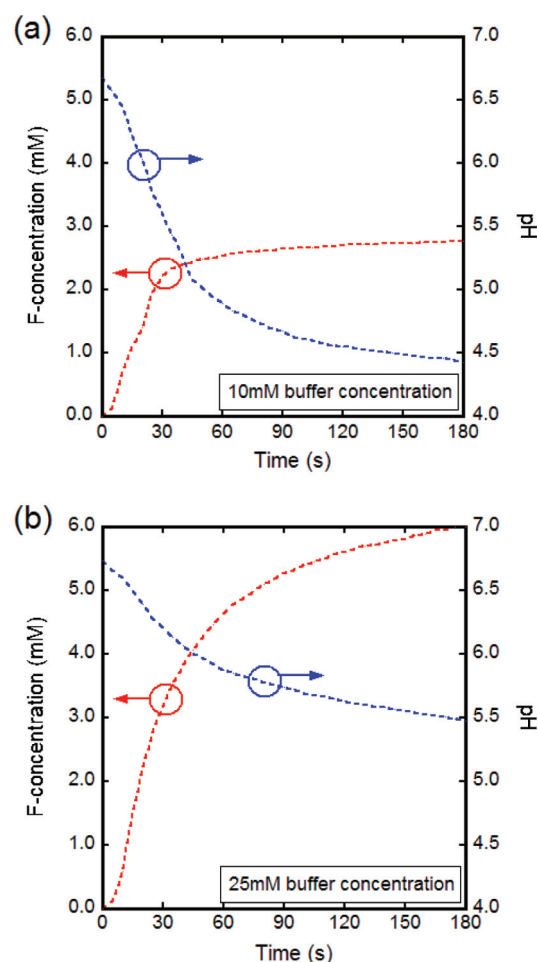 (a)
6.0
7.0
5.0
6.5
4.0
6.0
3.0
5.5
2.0
5.0
1.0
4.5
0.0
4.0
F-concentration (mM)
pH
10mM buffer concentration
0 30 60 90 120 150 180
Time (s)
(b)
6.0
7.0
5.0
6.5
4.0
6.0
3.0
5.5
2.0
5.0
1.0
4.5
0.0
4.0
F-concentration (mM)
pH
25mM buffer concentration
0 30 60 90 120 150 180
Time (s)